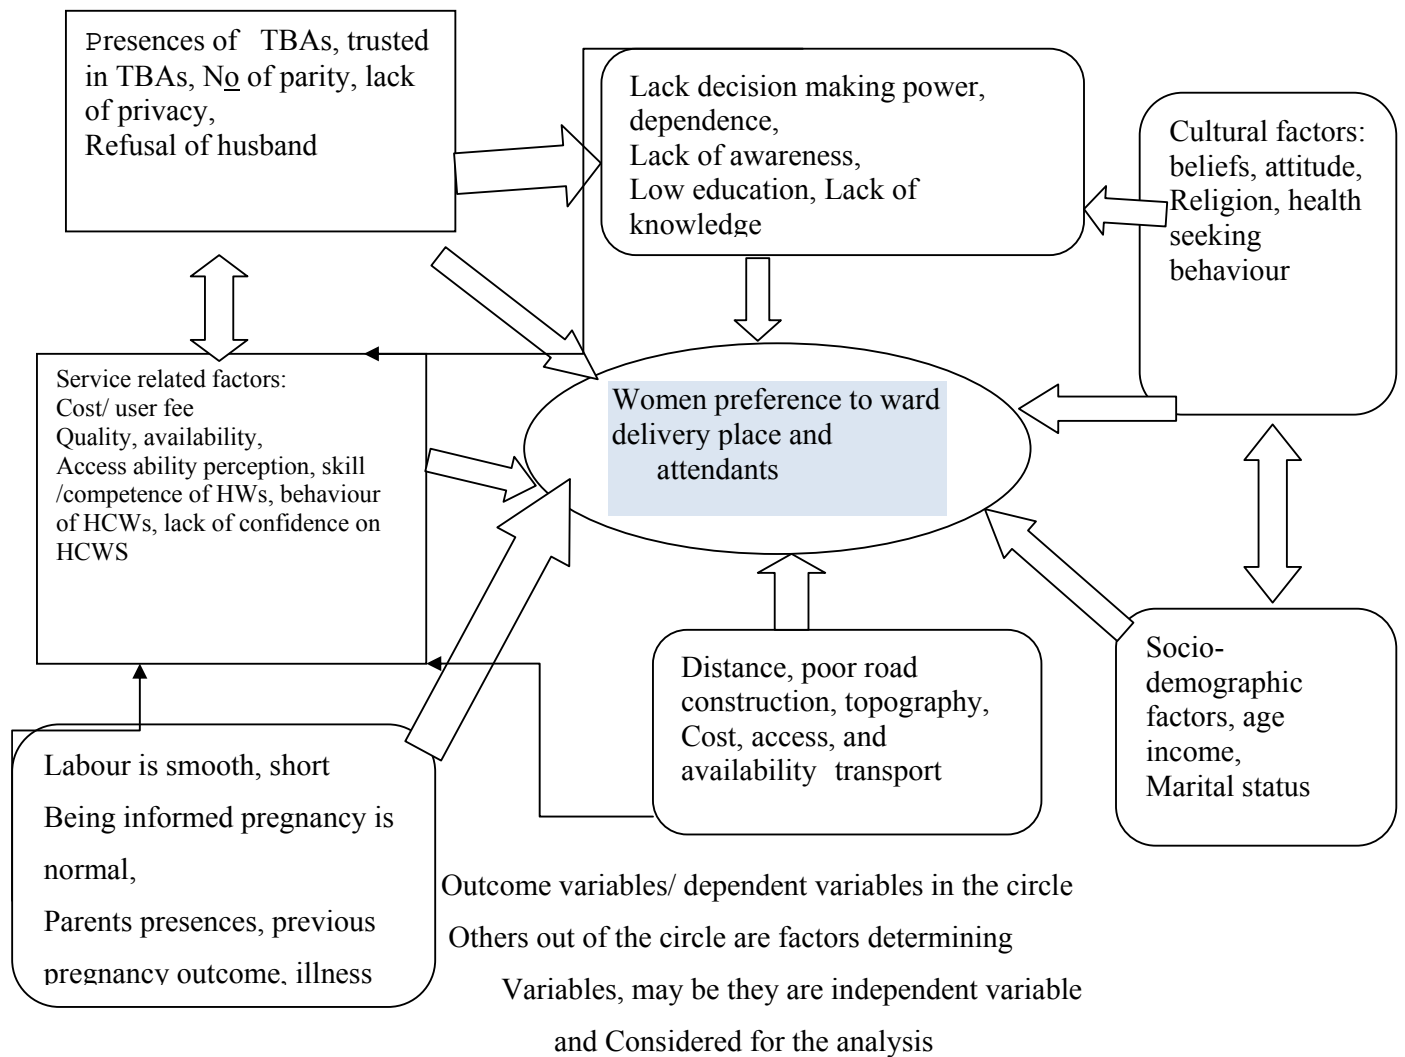 Presences of TBAs, trusted
in TBAs, No of parity, lack
of privacy,
Refusal of husband
Lack decision making power,
dependence,
Lack of awareness,
Low education, Lack of
knowledge
Cultural factors:
beliefs, attitude,
Religion, health
seeking
behaviour
Service related factors:
Cost/ user fee
Quality, availability,
Access ability perception, skill
/competence of HWs, behaviour
of HCWs, lack of confidence on
HCWS
Women preference to ward
delivery place and
attendants
Labour is smooth, short
Being informed pregnancy is
normal,
Parents presences, previous
pregnancy outcome, illness
Distance, poor road
construction, topography,
Cost, access, and
availability transport
Socio-
demographic
factors, age
income,
Marital status
Outcome variables/ dependent variables in the circle
Others out of the circle are factors determining
Variables, may be they are independent variable
and Considered for the analysis